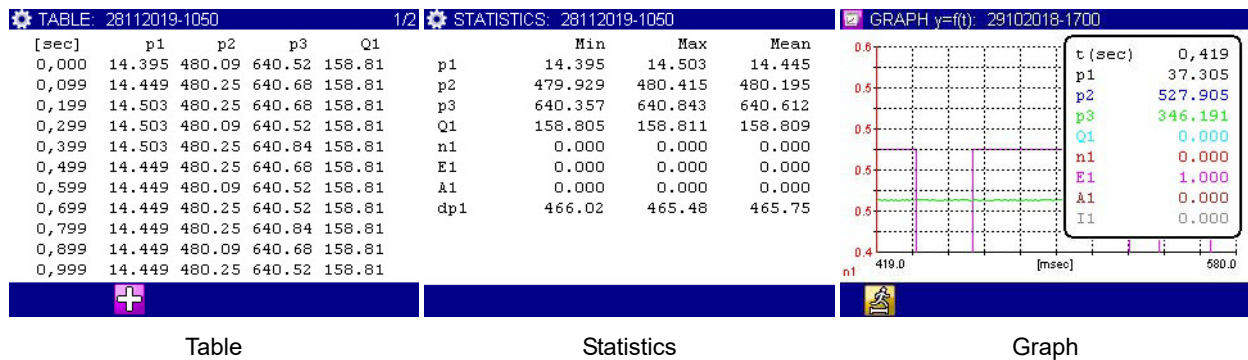 TABLE: 28112019-1050 1/2
[sec] p1 p2 p3 Q1
0,000 14.395 480.09 640.52 158.81
0,099 14.449 480.25 640.68 158.81
0,199 14.503 480.25 640.68 158.81
0,299 14.503 480.09 640.52 158.81
0,399 14.503 480.25 640.84 158.81
0,499 14.449 480.25 640.68 158.81
0,599 14.449 480.09 640.52 158.81
0,699 14.449 480.25 640.52 158.81
0,799 14.449 480.25 640.84 158.81
0,899 14.449 480.09 640.68 158.81
0,999 14.449 480.25 640.52 158.81
Table
STATISTICS: 28112019-1050
Min Max Mean
p1 14.395 14.503 14.445
p2 479.929 480.415 480.195
p3 640.357 640.843 640.612
Q1 158.805 158.811 158.809
n1 0.000 0.000 0.000
E1 0.000 0.000 0.000
A1 0.000 0.000 0.000
dp1 466.02 465.48 465.75
Statistics
GRAPH y=f(t): 29102018-1700
0.6
0.5
0.5
0.5
0.5
0.4
n1
419.0 [msec] 580.0
t(sec) 0,419
p1 37.305
p2 527.905
p3 346.191
Q1 0.000
n1 0.000
E1 1.000
A1 0.000
I1 0.000
Graph